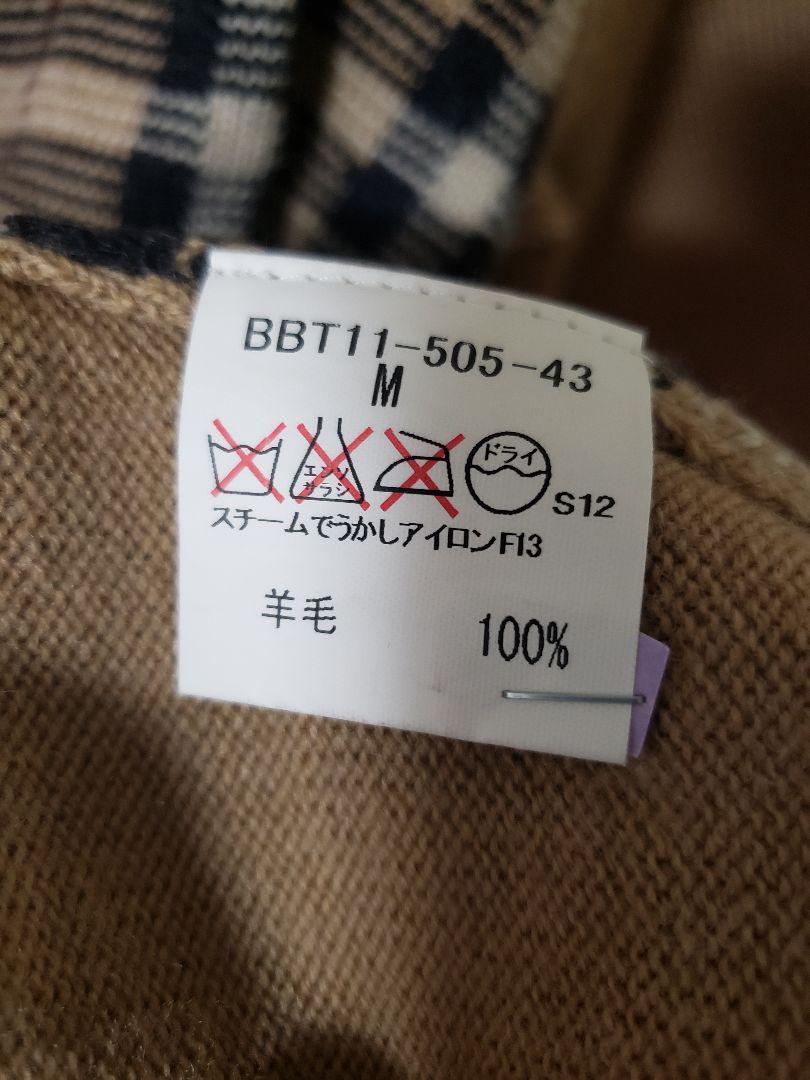 BBT11-505-43
M
エンソ
サラシ
ドライ
S12
スチームでうかしアイロンF13
羊毛 100%